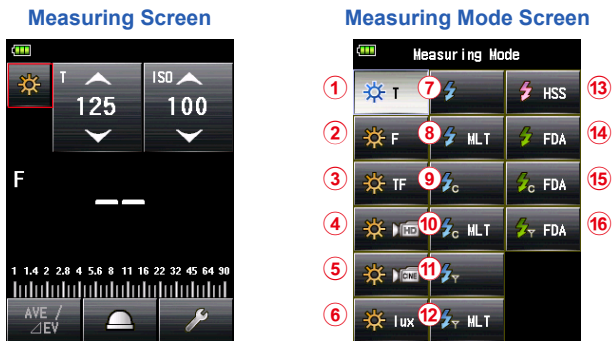 Measuring Screen
T
ISO
125
100
F
1 1.4 2 2.8 4 5.6 8 11 16 22 32 45 64 90
AVE /
⊿EV
Measuring Mode Screen
Measuring Mode
① T ⑦ HSS ⑬
② F ⑧ MLT FDA ⑭
③ TF ⑨ C C FDA ⑮
④ HD ⑩ C MLT Y FDA ⑯
⑤ CINE ⑪ Y
⑥ lux ⑫ Y MLT